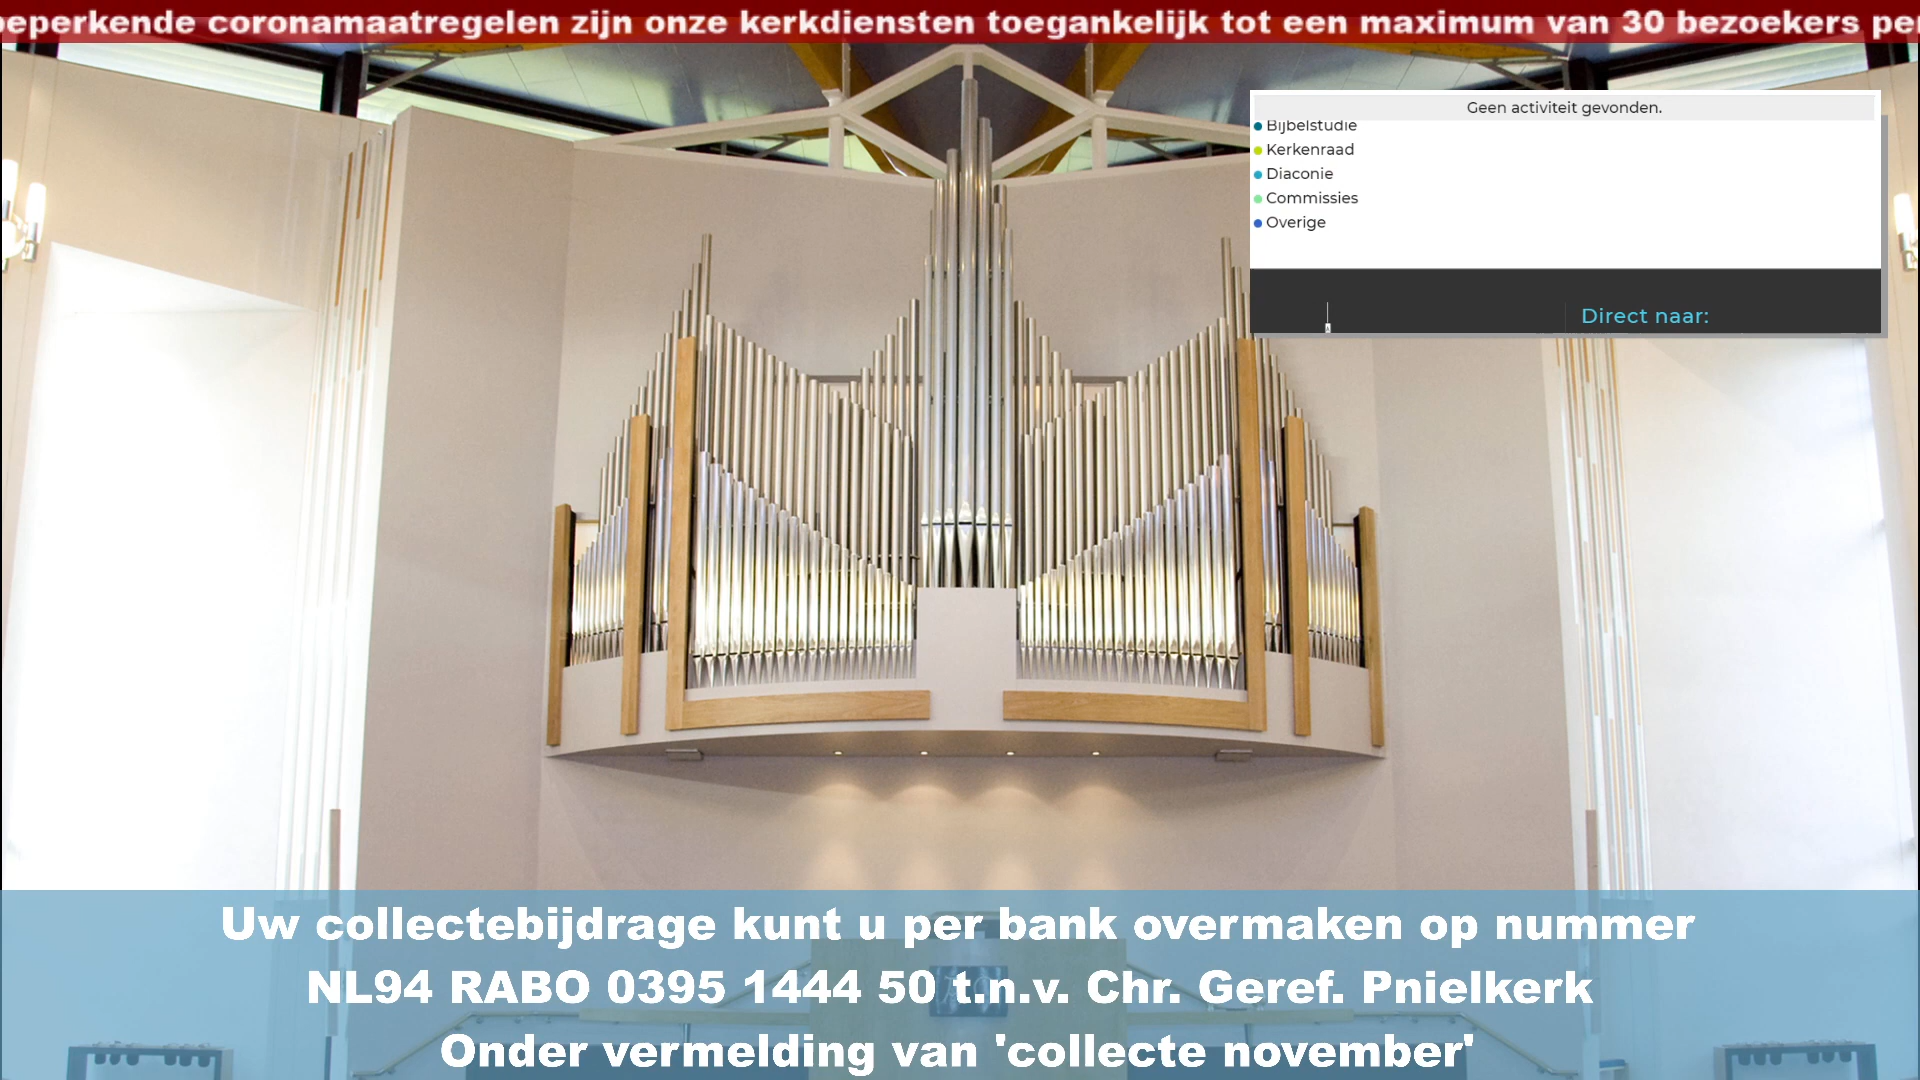 eperkende coronamaatregelen zijn onze kerkdiensten toegankelijk tot een maximum van 30 bezoekers pe
Geen activiteit gevonden.
Bijbelstudie
Kerkenraad
Diaconie
Commissies
Overige
Direct naar:
Uw collectebijdrage kunt u per bank overmaken op nummer
NL94 RABO 0395 1444 50 t.n.v. Chr. Geref. Pnielkerk
Onder vermelding van 'collecte november'